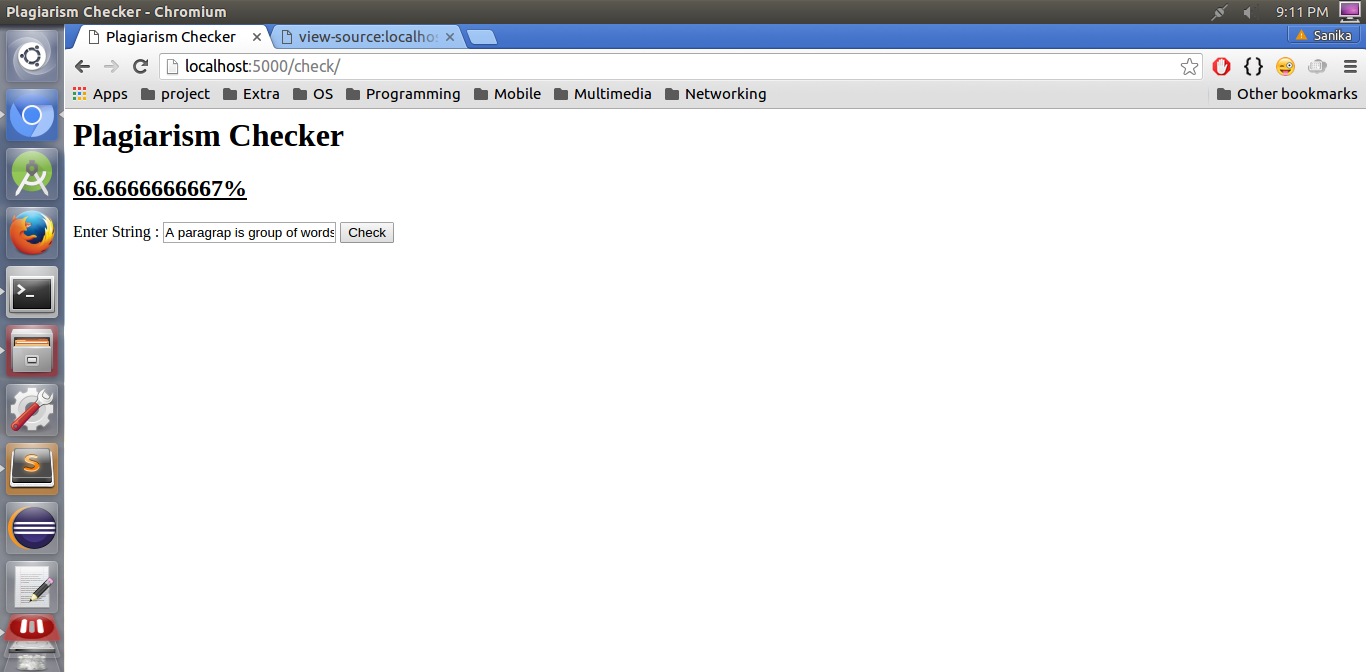 Plagiarism Checker - Chromium
9:11 PM
Plagiarism Checker
view-source:localhos
Sanika
localhost:5000/check/
Apps project Extra OS Programming Mobile Multimedia Networking Other bookmarks
Plagiarism Checker
66.6666666667%
Enter String : A paragrap is group of words Check